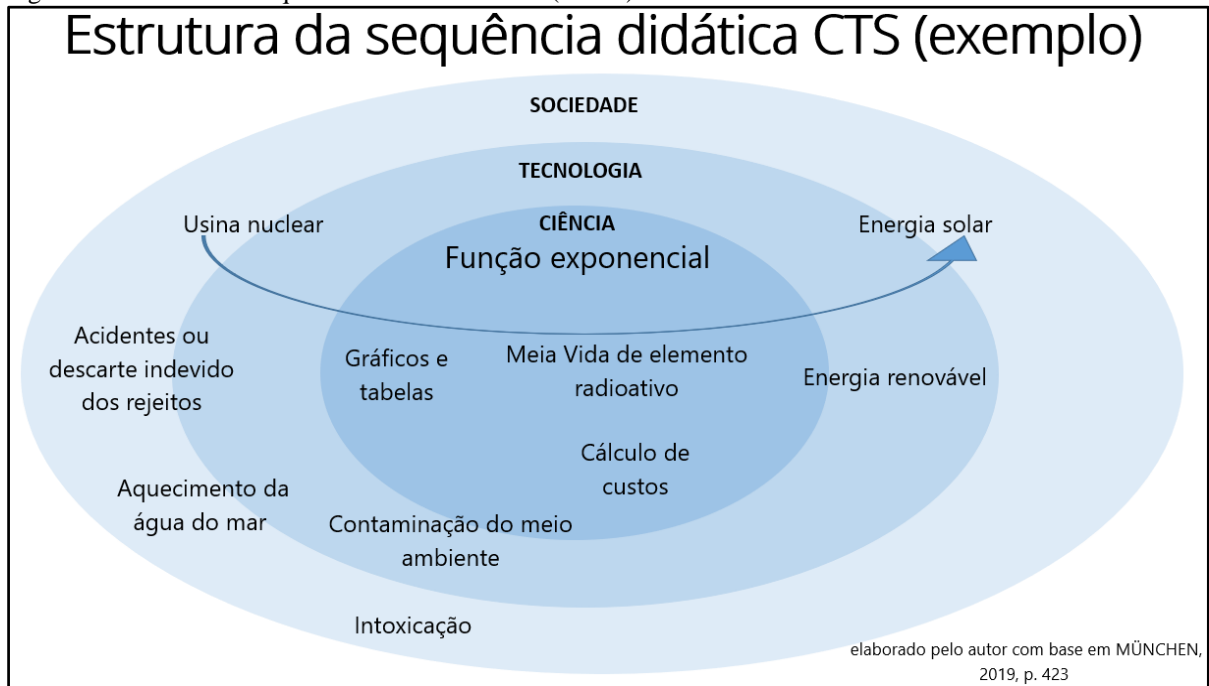 Estrutura da sequência didática CTS (exemplo)
SOCIEDADE
TECNOLOGIA
CIÊNCIA
Usina nuclear
Energia solar
Função exponencial
Acidentes ou
descarte indevido
dos rejeitos
Gráficos e
tabelas
Meia Vida de elemento
radioativo
Energia renovável
Cálculo de
custos
Aquecimento da
água do mar
Contaminação do meio
ambiente
Intoxicação
elaborado pelo autor com base em MÜNCHEN,
2019, p. 423